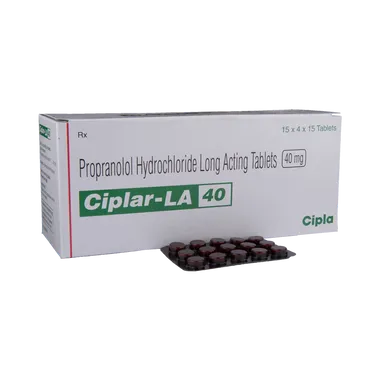 Rx
15 x 4 x 15 Tablets
Propranolol Hydrochloride Long Acting Tablets 40 mg
Ciplar-LA 40
Cipla